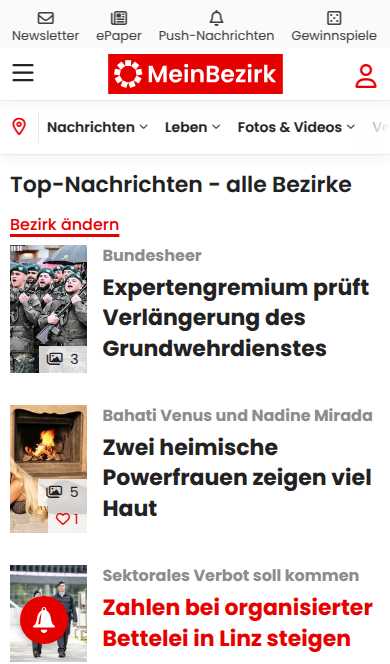 Newsletter ePaper Push-Nachrichten Gewinnspiele
MeinBezirk
Nachrichten Leben Fotos & Videos
Top-Nachrichten - alle Bezirke
Bezirk ändern
Bundesheer
Expertengremium prüft
Verlängerung des
Grundwehrdienstes
3
Bahati Venus und Nadine Mirada
Zwei heimische
Powerfrauen zeigen viel
Haut
5
1
Sektorales Verbot soll kommen
Zahlen bei organisierter
Bettelei in Linz steigen